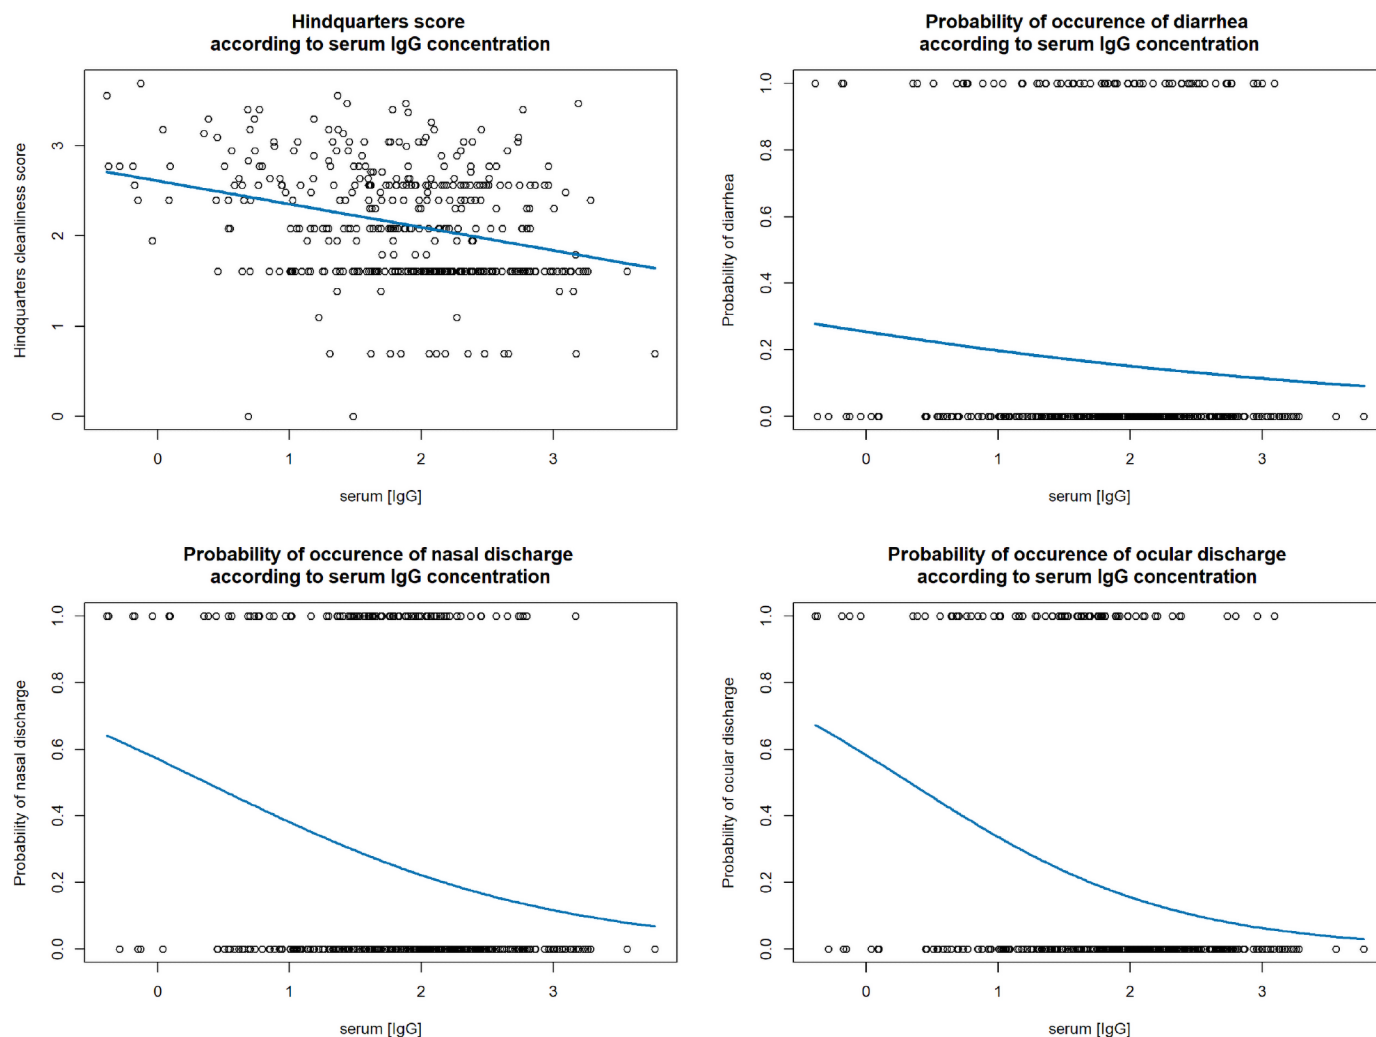 Hindquarters score
according to serum IgG concentration
Hindquarters cleanliness score
3
2
1
0
0 1 2 3
serum [IgG]
Probability of occurence of diarrhea
according to serum IgG concentration
Probability of diarrhea
1.0
0.8
0.6
0.4
0.2
0.0
0 1 2 3
serum [IgG]
Probability of occurence of nasal discharge
according to serum IgG concentration
Probability of nasal discharge
1.0
0.8
0.6
0.4
0.2
0.0
0 1 2 3
serum [IgG]
Probability of occurence of ocular discharge
according to serum IgG concentration
Probability of ocular discharge
1.0
0.8
0.6
0.4
0.2
0.0
0 1 2 3
serum [IgG]